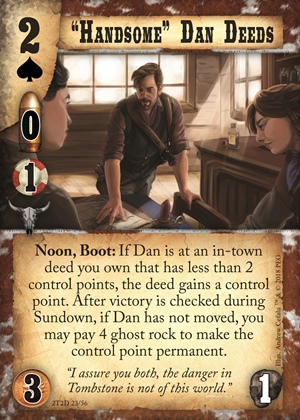 2
"Handsome" Dan Deeds
0
1
Noon, Boot: If Dan is at an in-town
deed you own that has less than 2
control points, the deed gains a control
point. After victory is checked during
Sundown, if Dan has not moved, you
may pay 4 ghost rock to make the
control point permanent.
"I assure you both, the danger in
Tombstone is not of this world."
3
2T2D 23/56
1
Illus. Andrew Cefalu ™ & © 2018 PEG